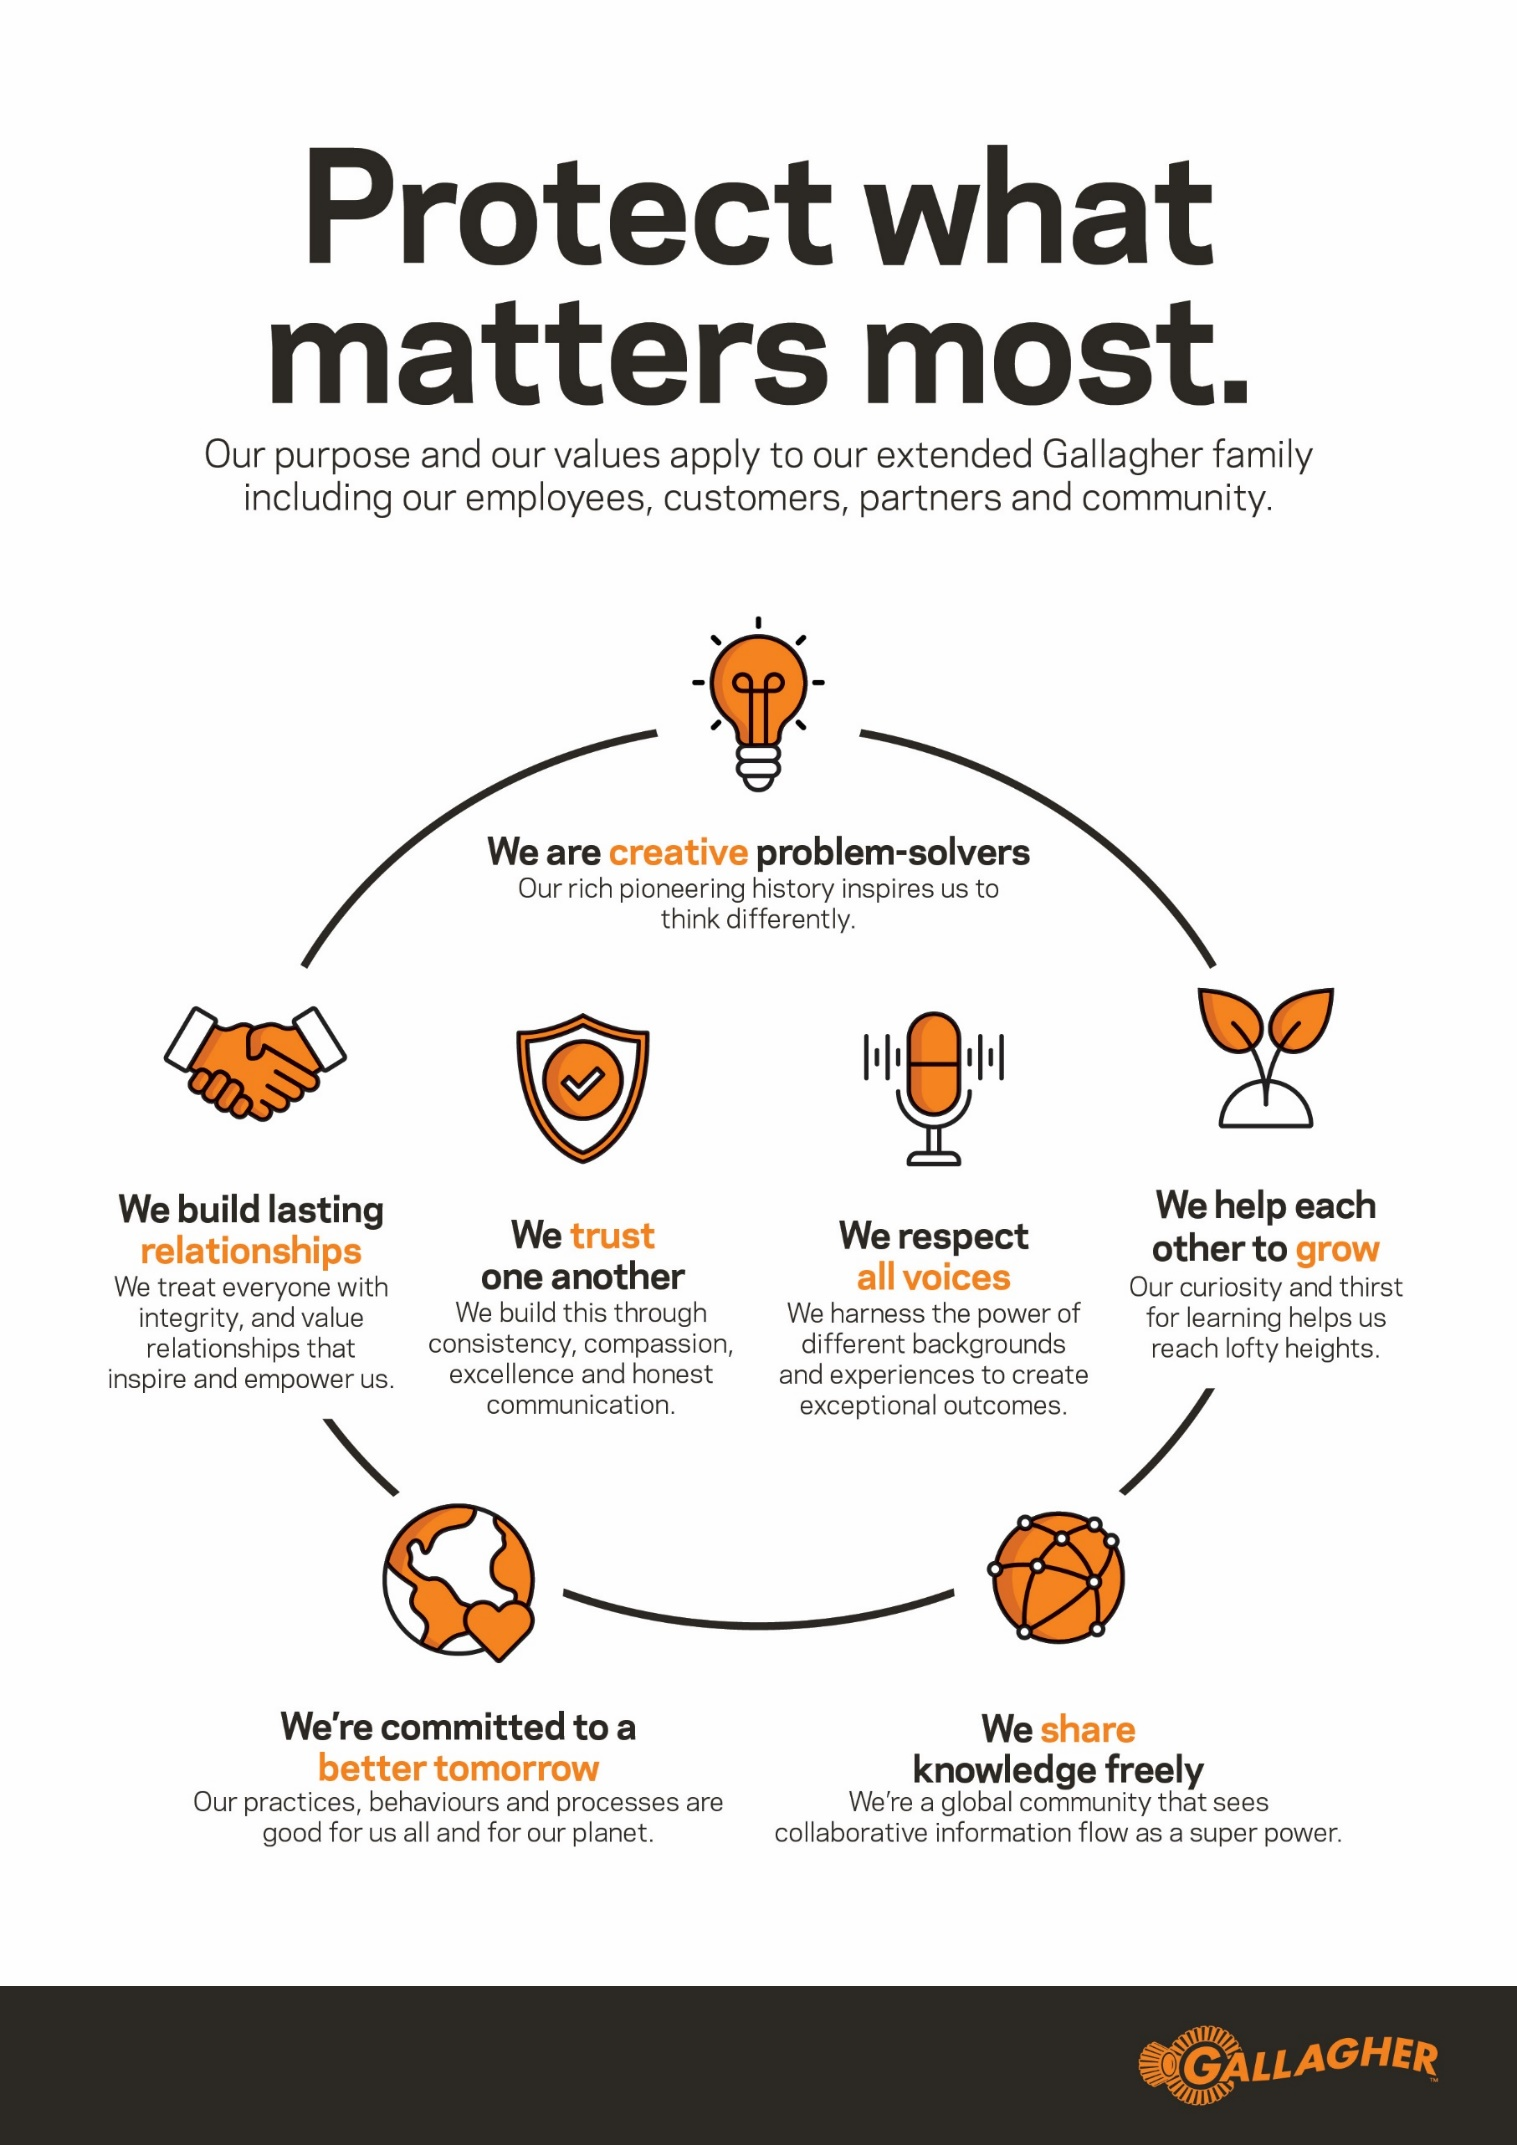 Protect what
matters most.
Our purpose and our values apply to our extended Gallagher family
including our employees, customers, partners and community.
We are creative problem-solvers
Our rich pioneering history inspires us to
think differently.
We build lasting
relationships
We treat everyone with
integrity, and value
relationships that
inspire and empower us.
We trust
one another
We build this through
consistency, compassion,
excellence and honest
communication.
We respect
all voices
We harness the power of
different backgrounds
and experiences to create
exceptional outcomes.
We help each
other to grow
Our curiosity and thirst
for learning helps us
reach lofty heights.
We're committed to a
better tomorrow
Our practices, behaviours and processes are
good for us all and for our planet.
We share
knowledge freely
We're a global community that sees
collaborative information flow as a super power.
GALLAGHER™